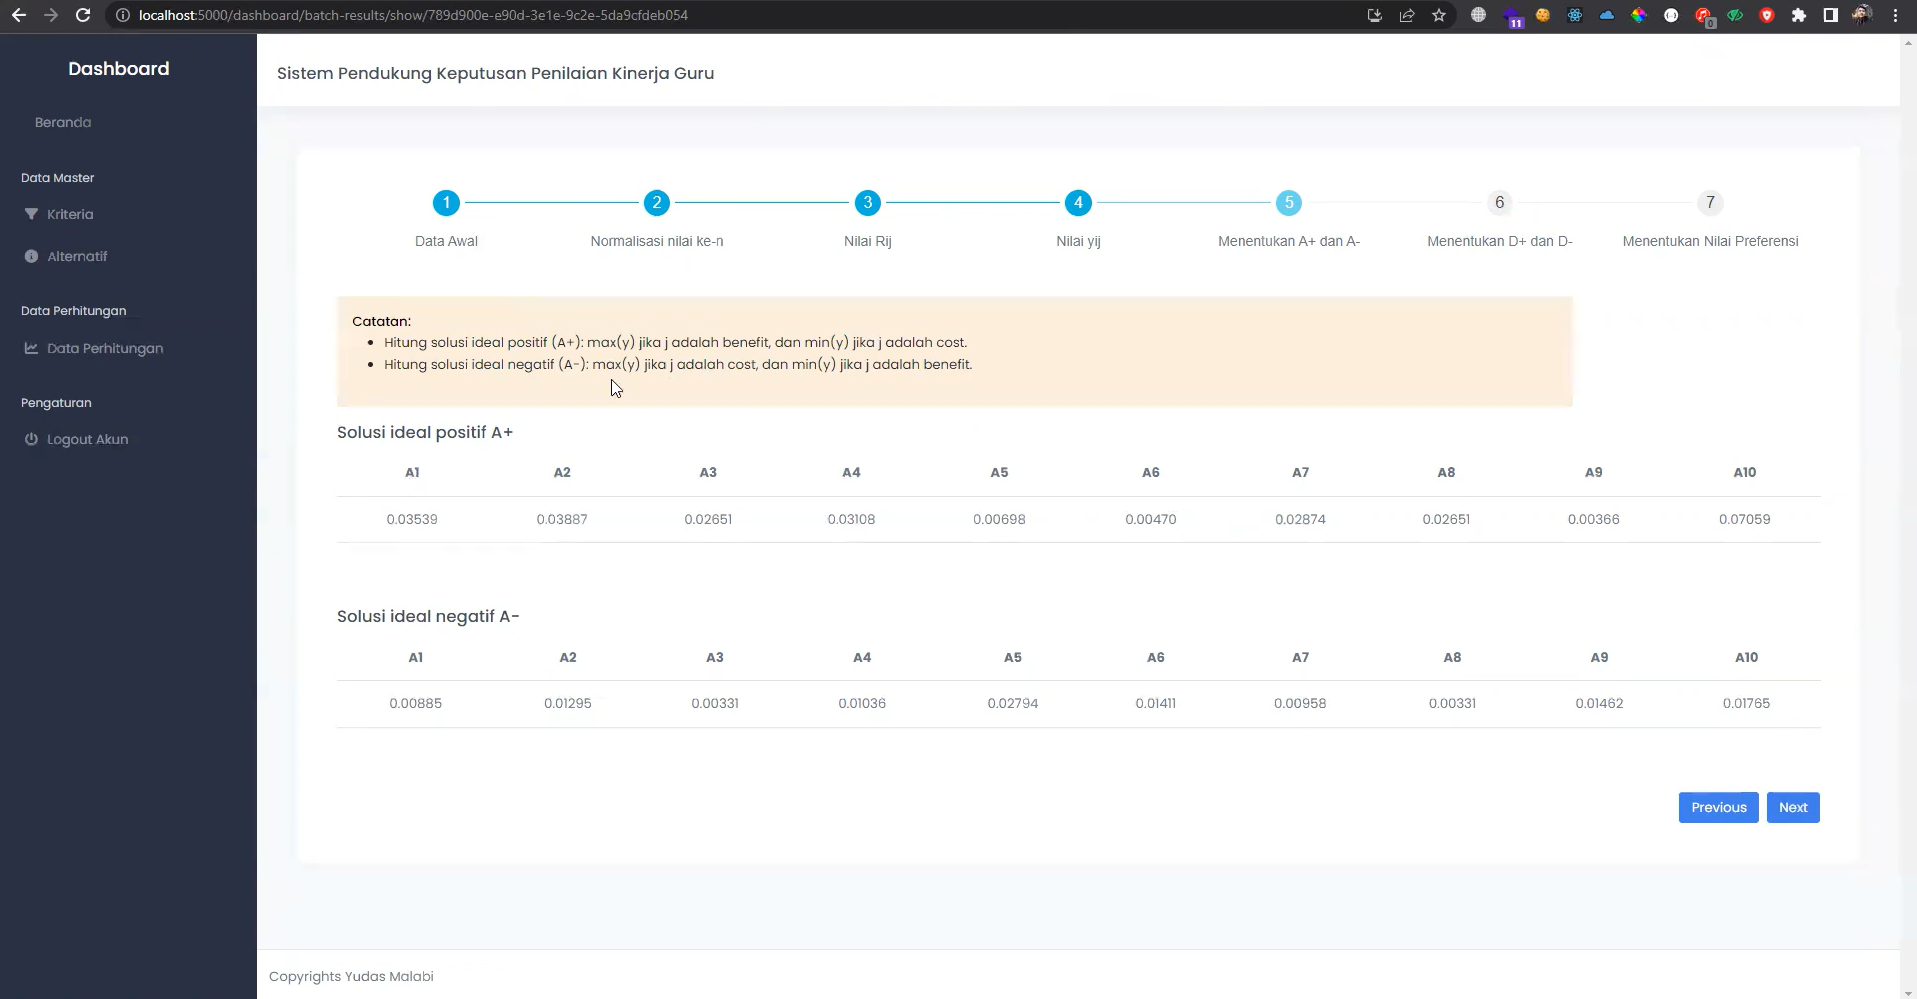 localhost:5000/dashboard/batch-results/show/789d900e-e90d-3e1e-9c2e-5da9cfdeb054
11
0
Dashboard
Beranda
Data Master
Kriteria
Alternatif
Data Perhitungan
Data Perhitungan
Pengaturan
Logout Akun
Sistem Pendukung Keputusan Penilaian Kinerja Guru
1 2 3 4 5 6 7
Data Awal Normalisasi nilai ke-n Nilai Rij Nilai yij Menentukan A+ dan A- Menentukan D+ dan D- Menentukan Nilai Preferensi
Catatan:
• Hitung solusi ideal positif (A+): max(y) jika j adalah benefit, dan min(y) jika j adalah cost.
• Hitung solusi ideal negatif (A-): max(y) jika j adalah cost, dan min(y) jika j adalah benefit.
Solusi ideal positif A+
A1 A2 A3 A4 A5 A6 A7 A8 A9 A10
0.03539 0.03887 0.02651 0.03108 0.00698 0.00470 0.02874 0.02651 0.00366 0.07059
Solusi ideal negatif A-
A1 A2 A3 A4 A5 A6 A7 A8 A9 A10
0.00885 0.01295 0.00331 0.01036 0.02794 0.01411 0.00958 0.00331 0.01462 0.01765
Previous Next
Copyrights Yudas Malabi